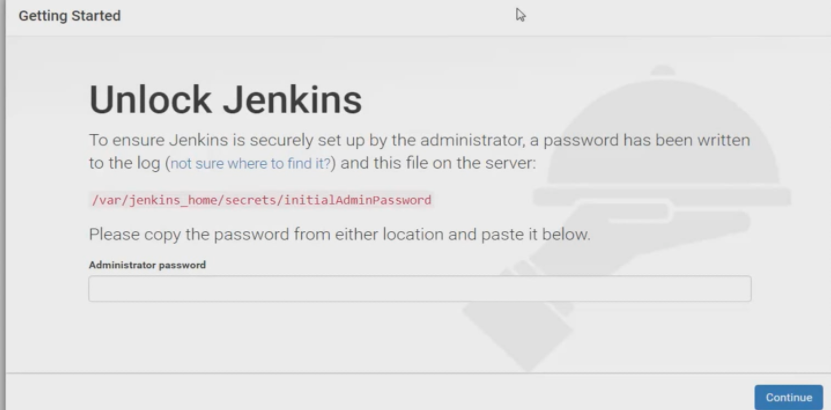 Getting Started
Unlock Jenkins
To ensure Jenkins is securely set up by the administrator, a password has been written
to the log (not sure where to find it?) and this file on the server:
/var/jenkins_home/secrets/initialAdminPassword
Please copy the password from either location and paste it below.
Administrator password
Continue